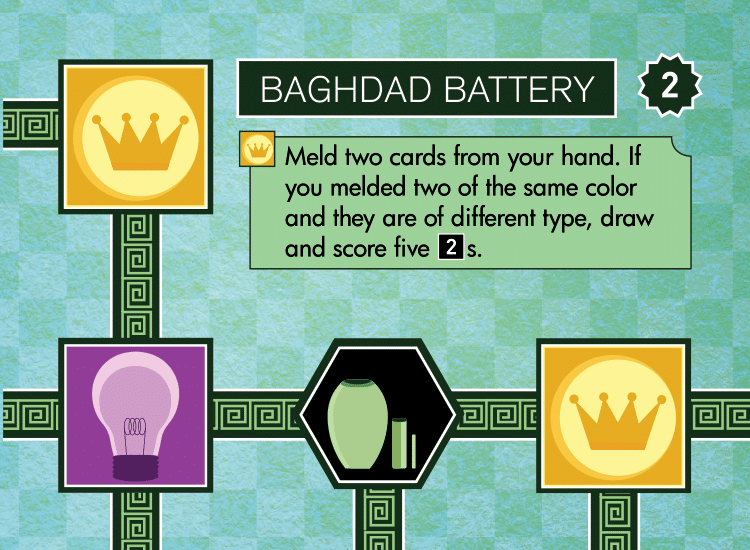 BAGHDAD BATTERY 2
Meld two cards from your hand. If
you melded two of the same color
and they are of different type, draw
and score five 2s.